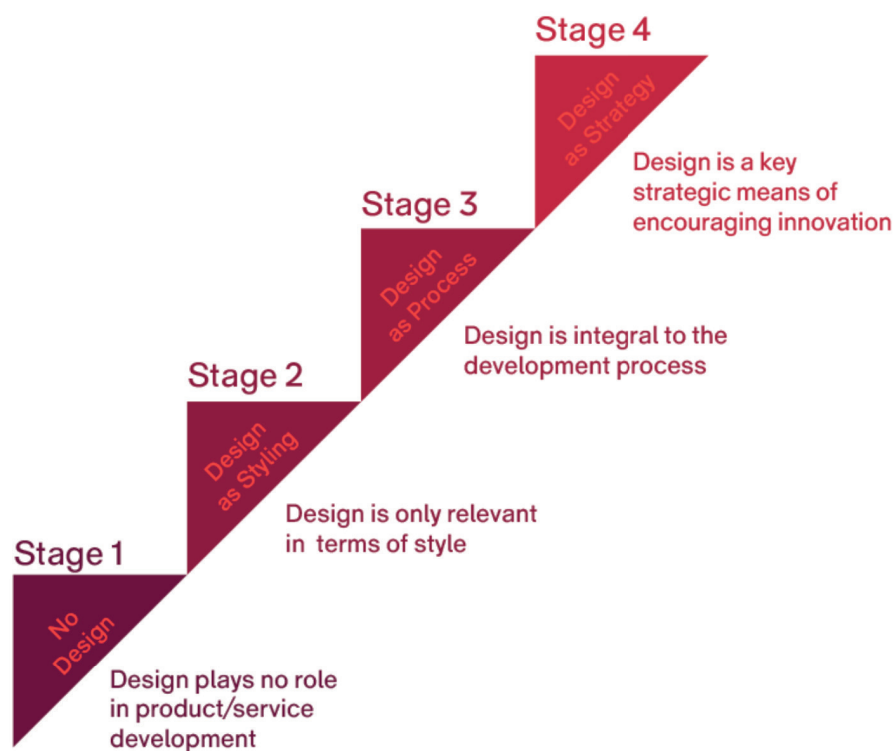 Stage 4
Design
as Strategy
Design is a key
strategic means of
encouraging innovation
Stage 3
Design
as Process
Design is integral to the
development process
Stage 2
Design
as Styling
Design is only relevant
in terms of style
Stage 1
No
Design
Design plays no role
in product/service
development